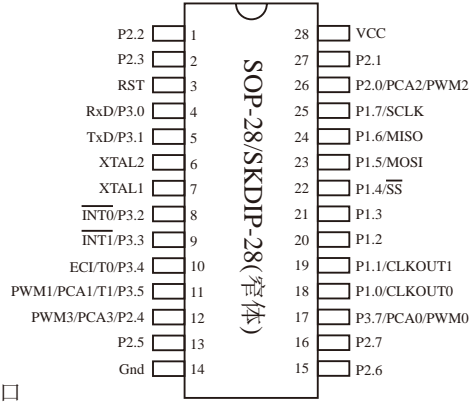 P2.2 1 28 VCC
P2.3 2 27 P2.1
RST 3 26 P2.0/PCA2/PWM2
RxD/P3.0 4 25 P1.7/SCLK
TxD/P3.1 5 24 P1.6/MISO
XTAL2 6 23 P1.5/MOSI
XTAL1 7 22 P1.4/SS
INT0/P3.2 8 21 P1.3
INT1/P3.3 9 20 P1.2
ECI/T0/P3.4 10 19 P1.1/CLKOUT1
PWM1/PCA1/T1/P3.5 11 18 P1.0/CLKOUT0
PWM3/PCA3/P2.4 12 17 P3.7/PCA0/PWM0
P2.5 13 16 P2.7
Gnd 14 15 P2.6
SOP-28/SKDIP-28(窄体)
口